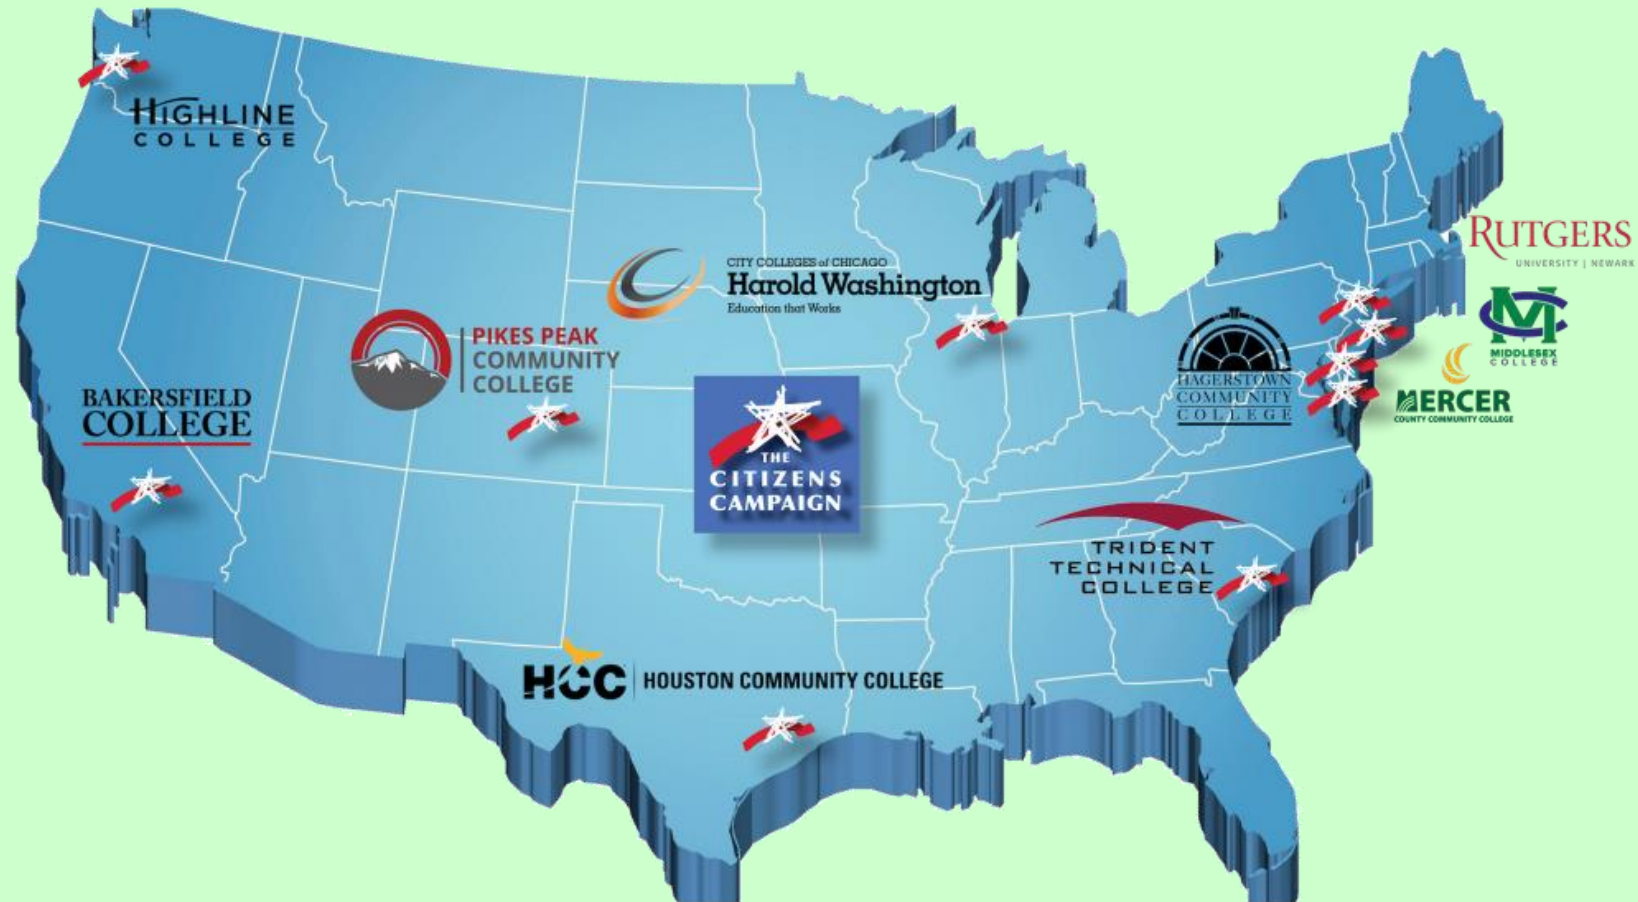 HIGHLINE
COLLEGE
RUTGERS
UNIVERSITY | NEWARK
CITY COLLEGES of CHICAGO
Harold Washington
Education that Works
MC
MIDDLESEX
COLLEGE
PIKES PEAK
COMMUNITY
COLLEGE
HAGERSTOWN
COMMUNITY
COLLEGE
MERCER
COUNTY COMMUNITY COLLEGE
BAKERSFIELD
COLLEGE
THE
CITIZENS
CAMPAIGN
TRIDENT
TECHNICAL
COLLEGE
HCC HOUSTON COMMUNITY COLLEGE